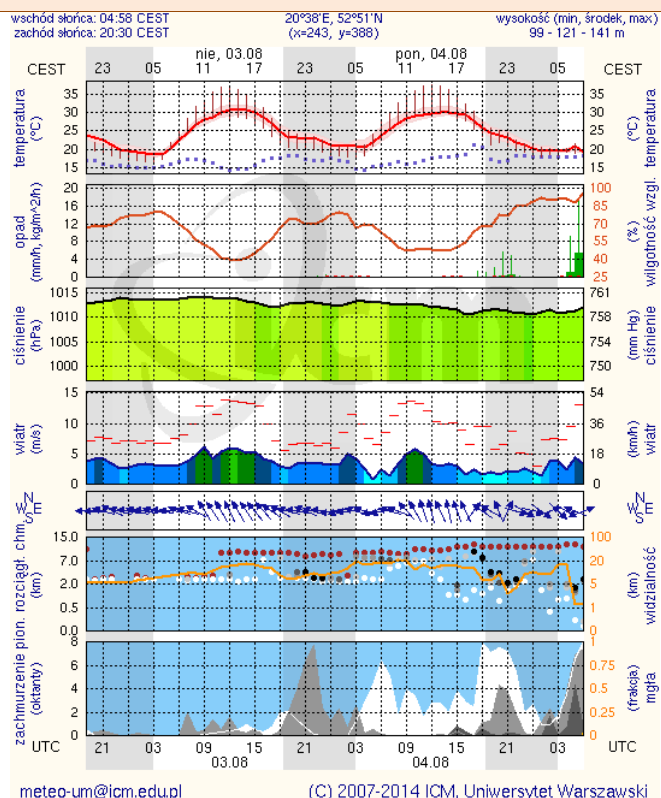 wschód słońca: 04:58 CEST 20°38'E, 52°51'N wysokość (min, środek, max)
zachód słońca: 20:30 CEST (x=243, y=388) 99 - 121 - 141 m
nie, 03.08 pon, 04.08
CEST 23 05 11 17 23 05 11 17 23 05 CEST
temperatura (°C)
35 30 25 20 15
35 30 25 20 15
temperatura (°C)
opad (mm/h, kg/m^2/h)
20 16 12 8 4 0
100 85 70 55 40 25
wilgotność wzgl. (%)
ciśnienie (hPa)
1015 1010 1005 1000
761 758 754 750
ciśnienie (mm Hg)
wiatr (m/s)
15 10 5 0
54 36 18 0
wiatr (km/h)
N W E S
N W E S
zachmurzenie pion. rozciągł. chm. (km)
15.0 7.0 2.0 0.5 0.0
100 20 5 1 0
widzialność (km)
(oktanty)
8 6 4 2 0
1 0.75 0.5 0.25 0
mgła (frakcja)
UTC 21 03 09 15 21 03 09 15 21 03 UTC
03.08 04.08
meteo-um@icm.edu.pl (C) 2007-2014 ICM, Uniwersytet Warszawski